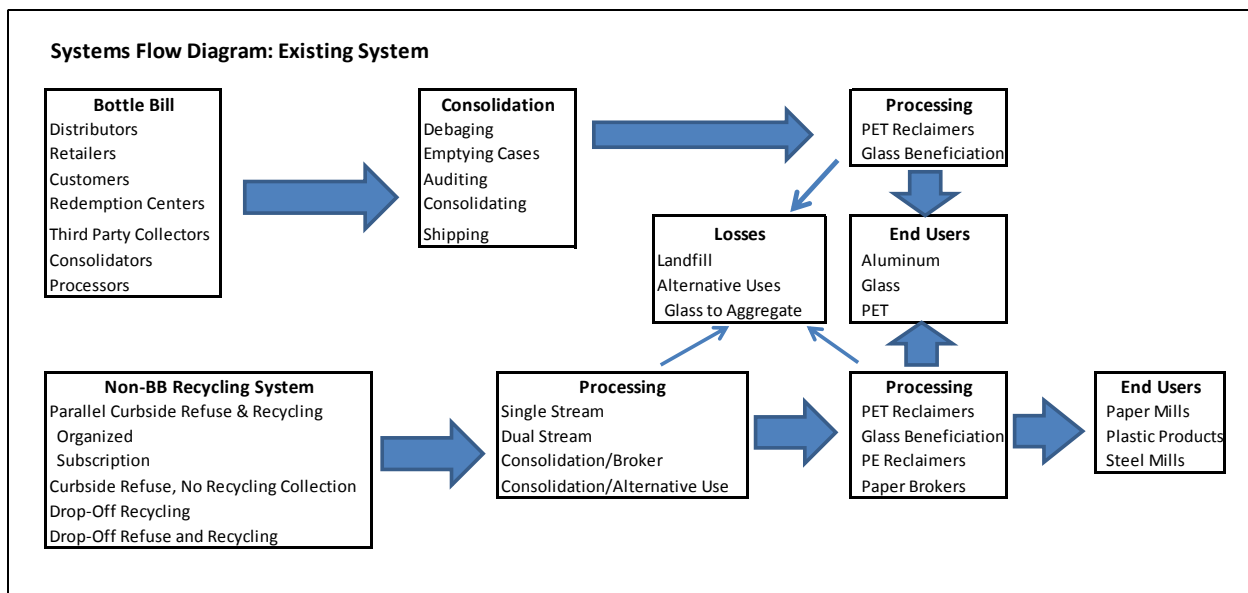 Systems Flow Diagram: Existing System
Bottle Bill
Distributors
Retailers
Customers
Redemption Centers
Third Party Collectors
Consolidators
Processors
Consolidation
Debaging
Emptying Cases
Auditing
Consolidating
Shipping
Processing
PET Reclaimers
Glass Beneficiation
Losses
Landfill
Alternative Uses
Glass to Aggregate
End Users
Aluminum
Glass
PET
Non-BB Recycling System
Parallel Curbside Refuse & Recycling
Organized
Subscription
Curbside Refuse, No Recycling Collection
Drop-Off Recycling
Drop-Off Refuse and Recycling
Processing
Single Stream
Dual Stream
Consolidation/Broker
Consolidation/Alternative Use
Processing
PET Reclaimers
Glass Beneficiation
PE Reclaimers
Paper Brokers
End Users
Paper Mills
Plastic Products
Steel Mills